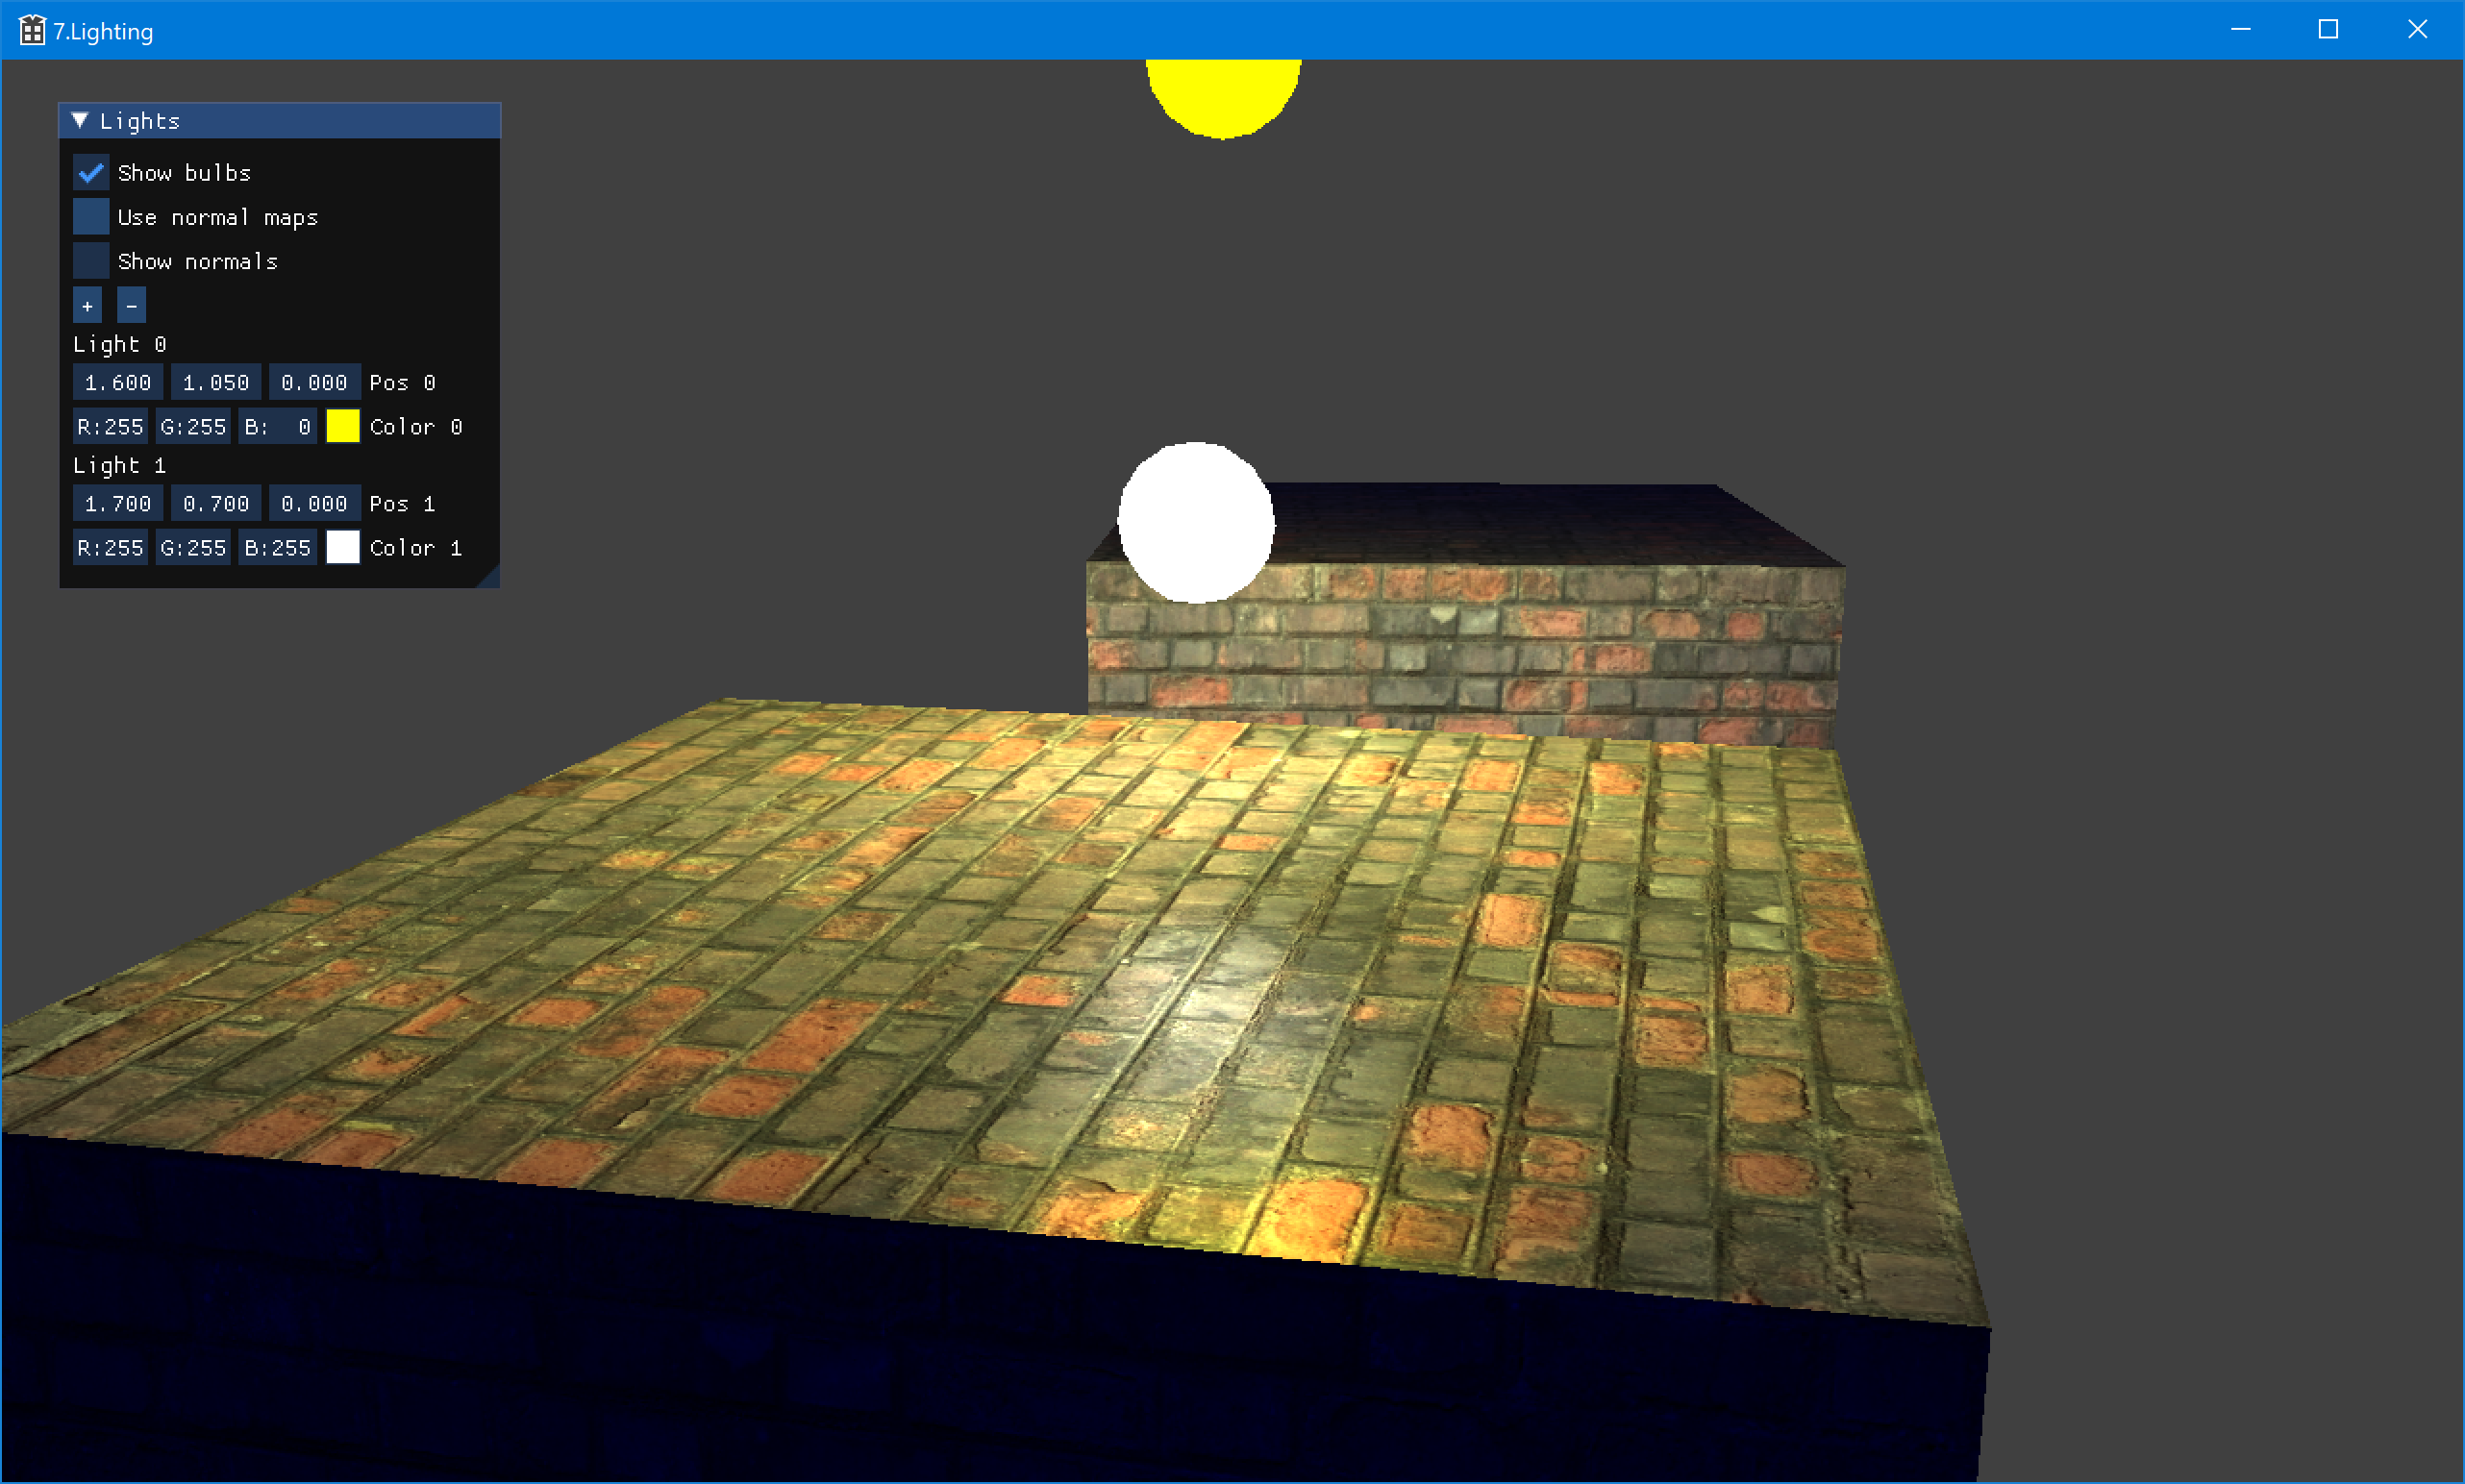 7.Lighting
Lights
Show bulbs
Use normal maps
Show normals
+ -
Light 0
1.600 1.050 0.000 Pos 0
R:255 G:255 B: 0 Color 0
Light 1
1.700 0.700 0.000 Pos 1
R:255 G:255 B:255 Color 1